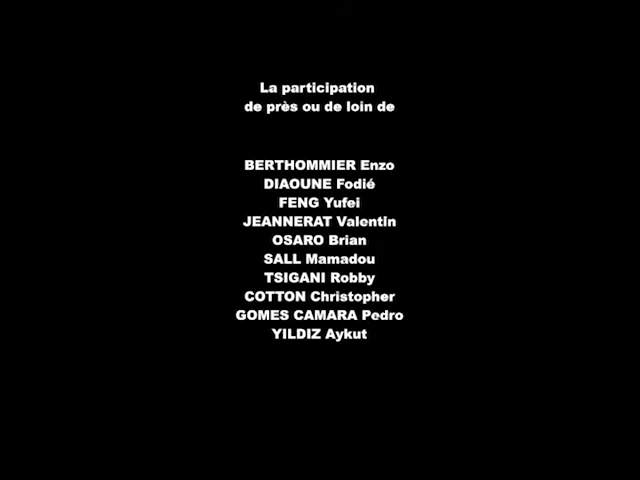 La participation
de près ou de loin de
BERTHOMMIER Enzo
DIAOUNE Fodié
FENG Yufei
JEANNERAT Valentin
OSARO Brian
SALL Mamadou
TSIGANI Robby
COTTON Christopher
GOMES CAMARA Pedro
YILDIZ Aykut